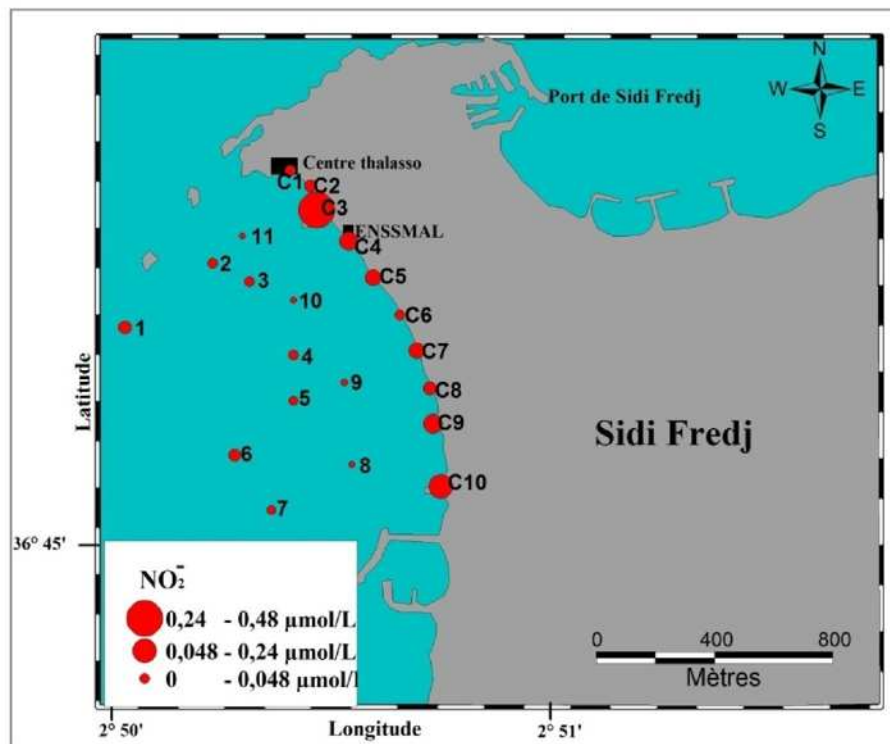 N
W E
S
Port de Sidi Fredj
Centre thalasso
C1
C2
C3
ENSSMAL
C4
11
2
3
C5
10
1
C6
4
C7
9
C8
5
C9
Sidi Fredj
6
8
C10
7
Latitude
36° 45'
NO₂⁻
0,24 - 0,48 µmol/L
0,048 - 0,24 µmol/L
0 - 0,048 µmol/
0 400 800
Mètres
2° 50'
Longitude
2° 51'